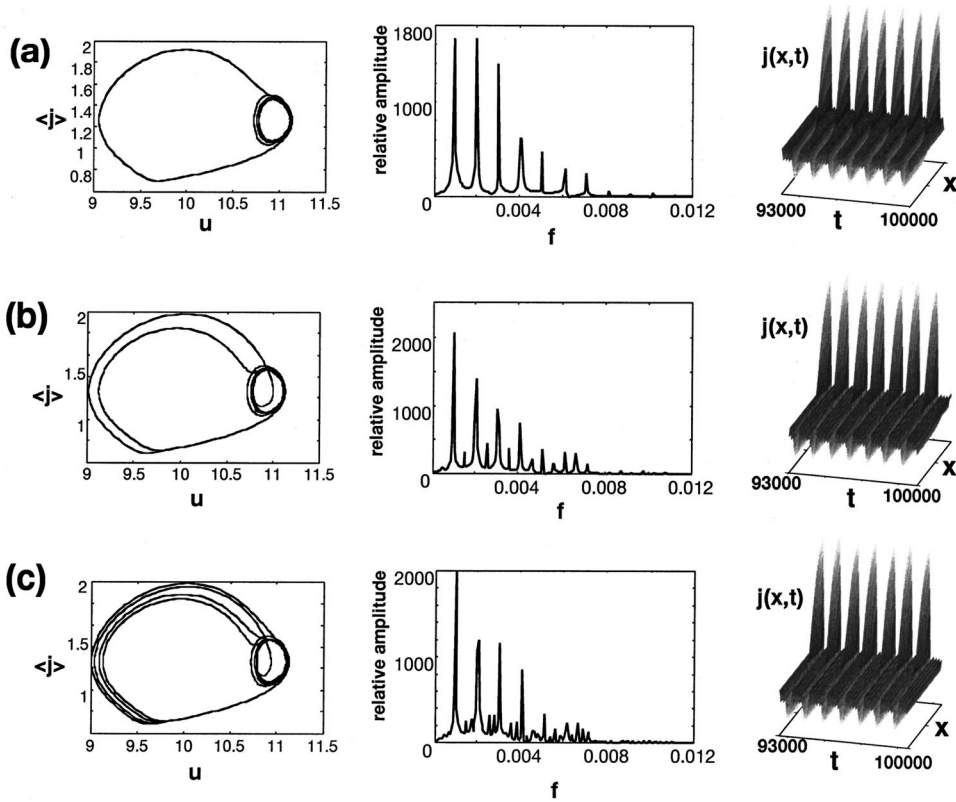 (a)
2
1.8
1.6
1.4
<j>
1.2
1
0.8
9 9.5 10 10.5 11 11.5
u
relative amplitude
1800
1000
0 0.004 0.008 0.012
f
j(x,t)
93000
t
100000
x
(b)
2
1.5
<j>
1
9 9.5 10 10.5 11 11.5
u
relative amplitude
2000
1000
0 0.004 0.008 0.012
f
j(x,t)
93000
t
100000
x
(c)
2
1.5
<j>
1
9 9.5 10 10.5 11 11.5
u
relative amplitude
2000
1000
0 0.004 0.008 0.012
f
j(x,t)
93000
t
100000
x